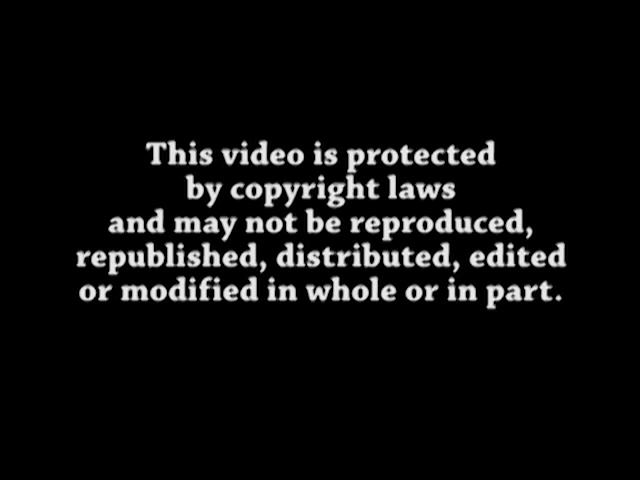 This video is protected
by copyright laws
and may not be reproduced,
republished, distributed, edited
or modified in whole or in part.